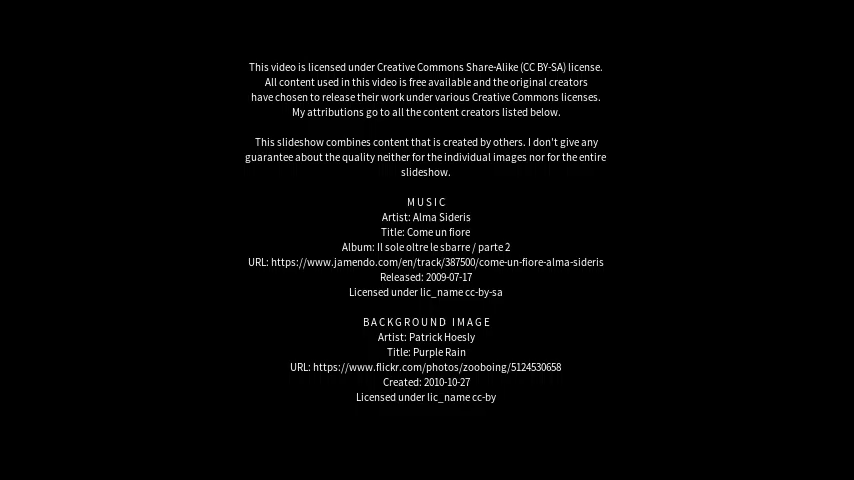 This video is licensed under Creative Commons Share-Alike (CC BY-SA) license.
All content used in this video is free available and the original creators
have chosen to release their work under various Creative Commons licenses.
My attributions go to all the content creators listed below.
This slideshow combines content that is created by others. I don't give any
guarantee about the quality neither for the individual images nor for the entire
slideshow.
MUSIC
Artist: Alma Sideris
Title: Come un fiore
Album: Il sole oltre le sbarre / parte 2
URL: https://www.jamendo.com/en/track/387500/come-un-fiore-alma-sideris
Released: 2009-07-17
Licensed under lic_name cc-by-sa
BACKGROUND IMAGE
Artist: Patrick Hoesly
Title: Purple Rain
URL: https://www.flickr.com/photos/zooboing/5124530658
Created: 2010-10-27
Licensed under lic_name cc-by